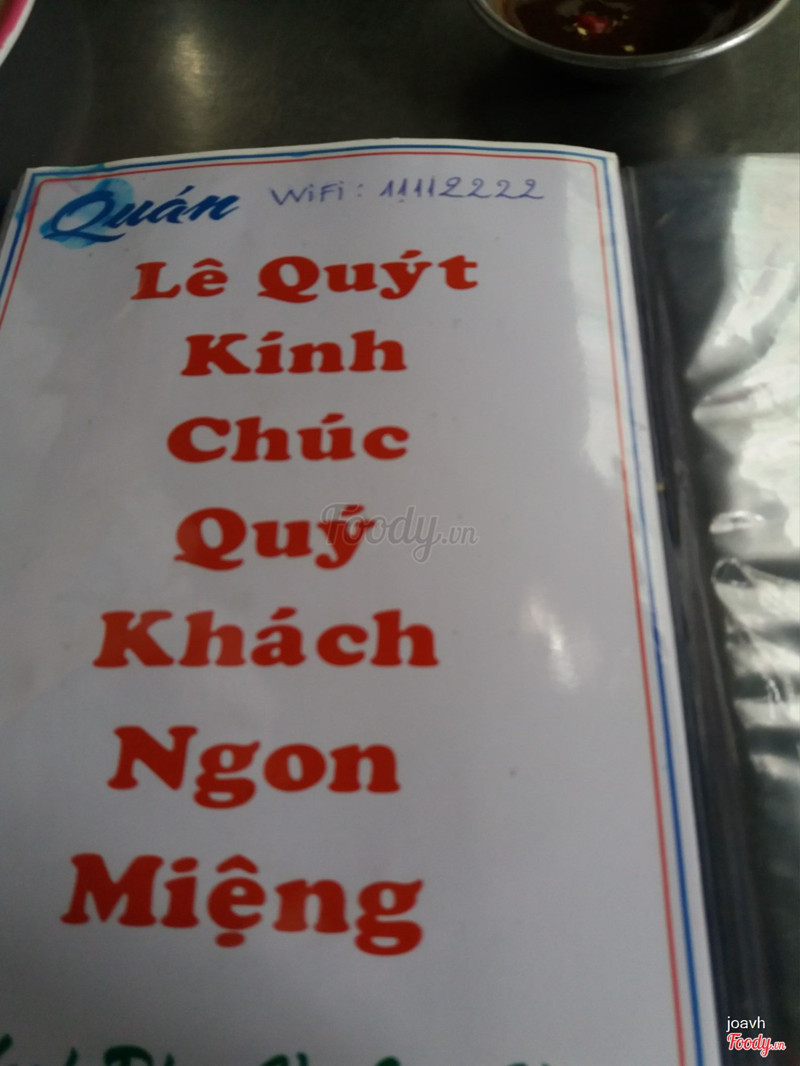 Quán WiFi : 11112222
Lê Quýt
Kính
Chúc
Quý
Foody.vn
Khách
Ngon
Miệng
joavh
Foody.vn